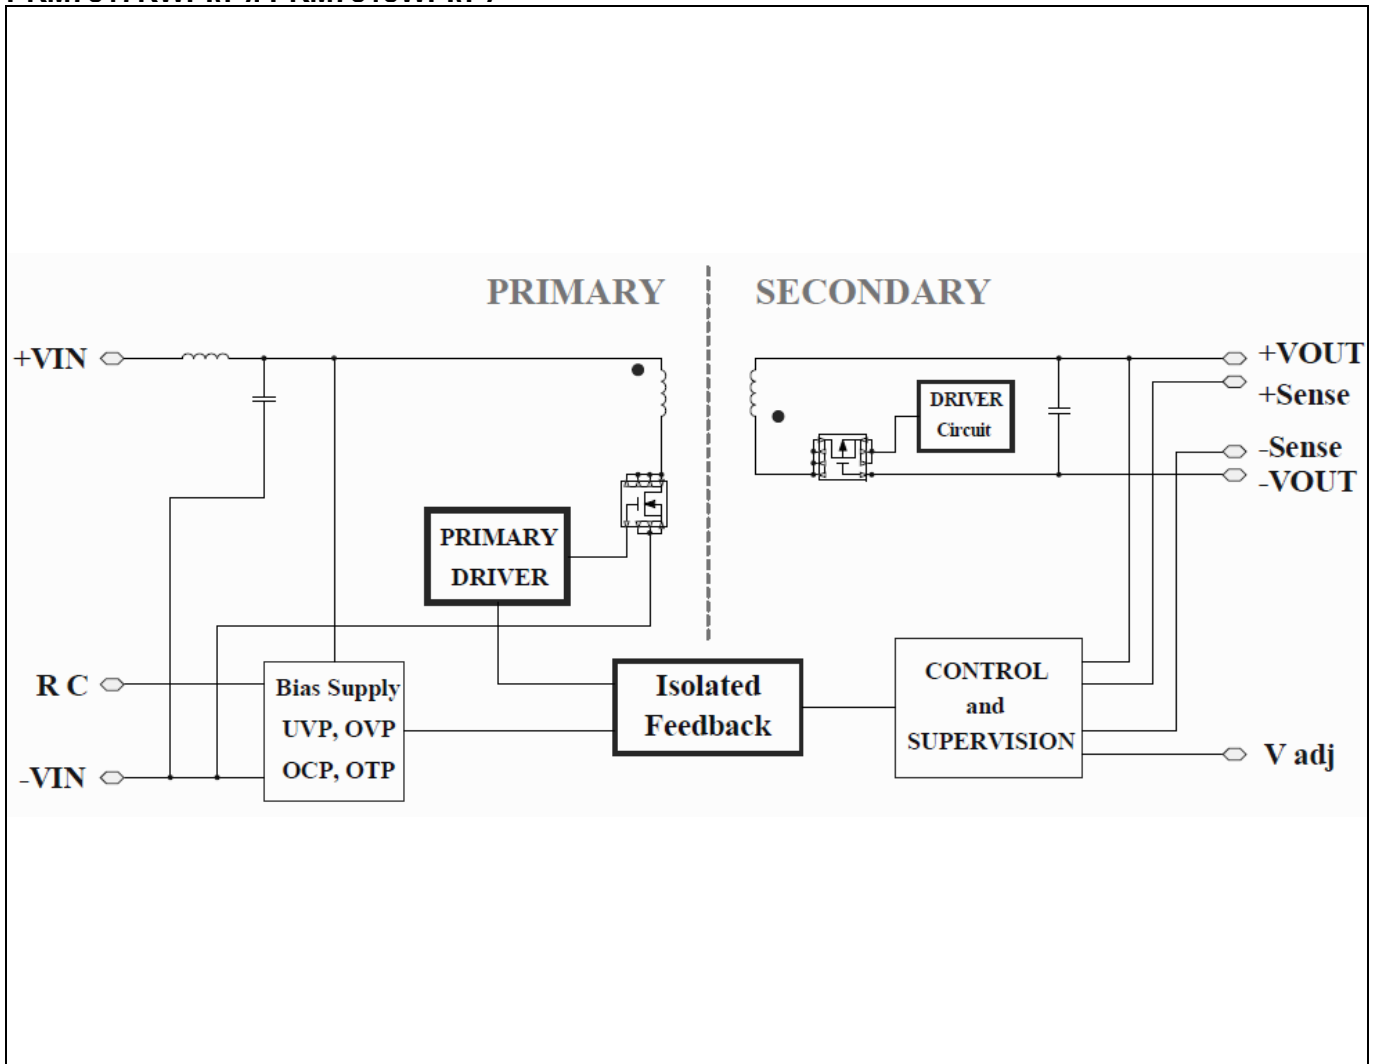 PRIMARY
SECONDARY
+VIN
+VOUT
+Sense
DRIVER
Circuit
-Sense
-VOUT
PRIMARY
DRIVER
R C
Bias Supply
UVP, OVP
OCP, OTP
Isolated
Feedback
CONTROL
and
SUPERVISION
-VIN
V adj